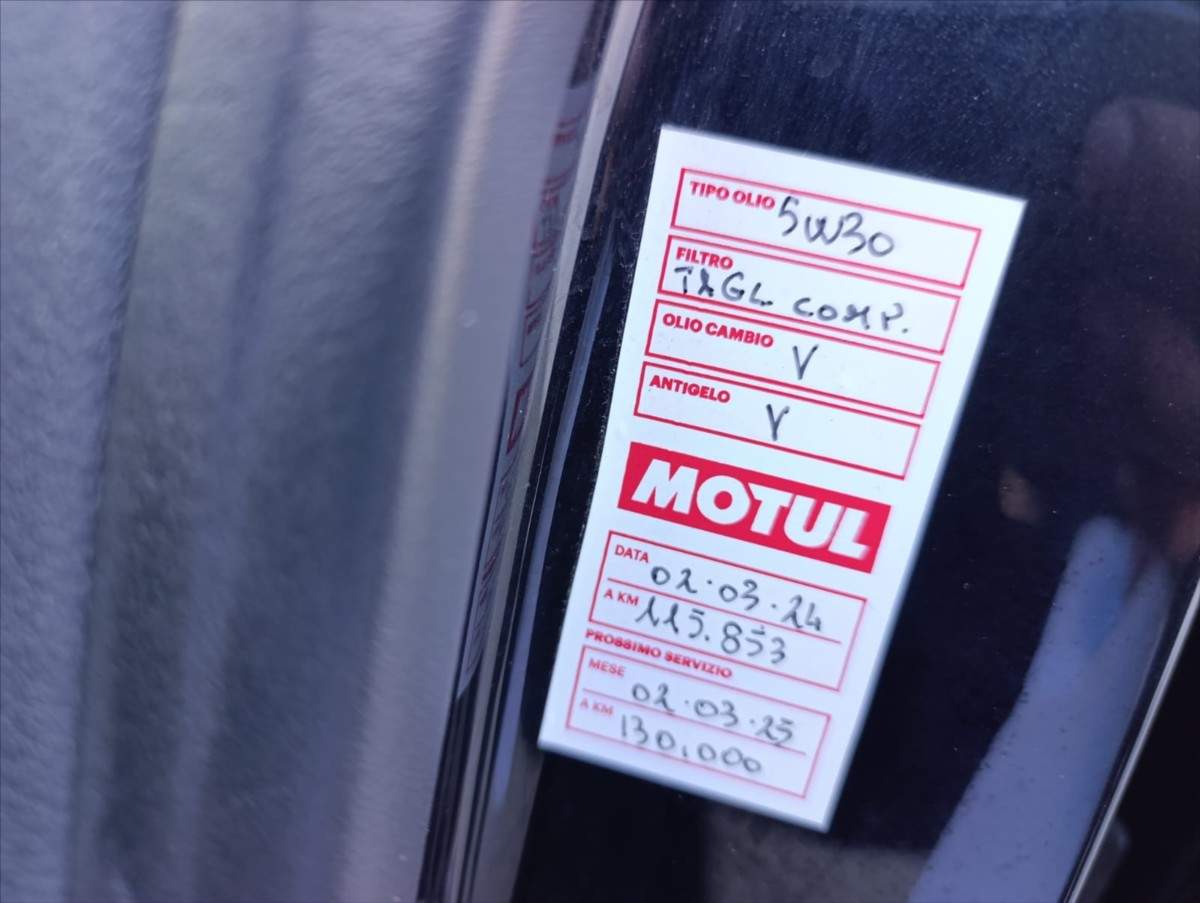 TIPO OLIO 5W30
FILTRO
TAGL COMP.
OLIO CAMBIO V
ANTIGELO V
MOTUL
DATA 02.03.24
A KM 115.853
PROSSIMO SERVIZIO
MESE 02.03.25
A KM 130.000